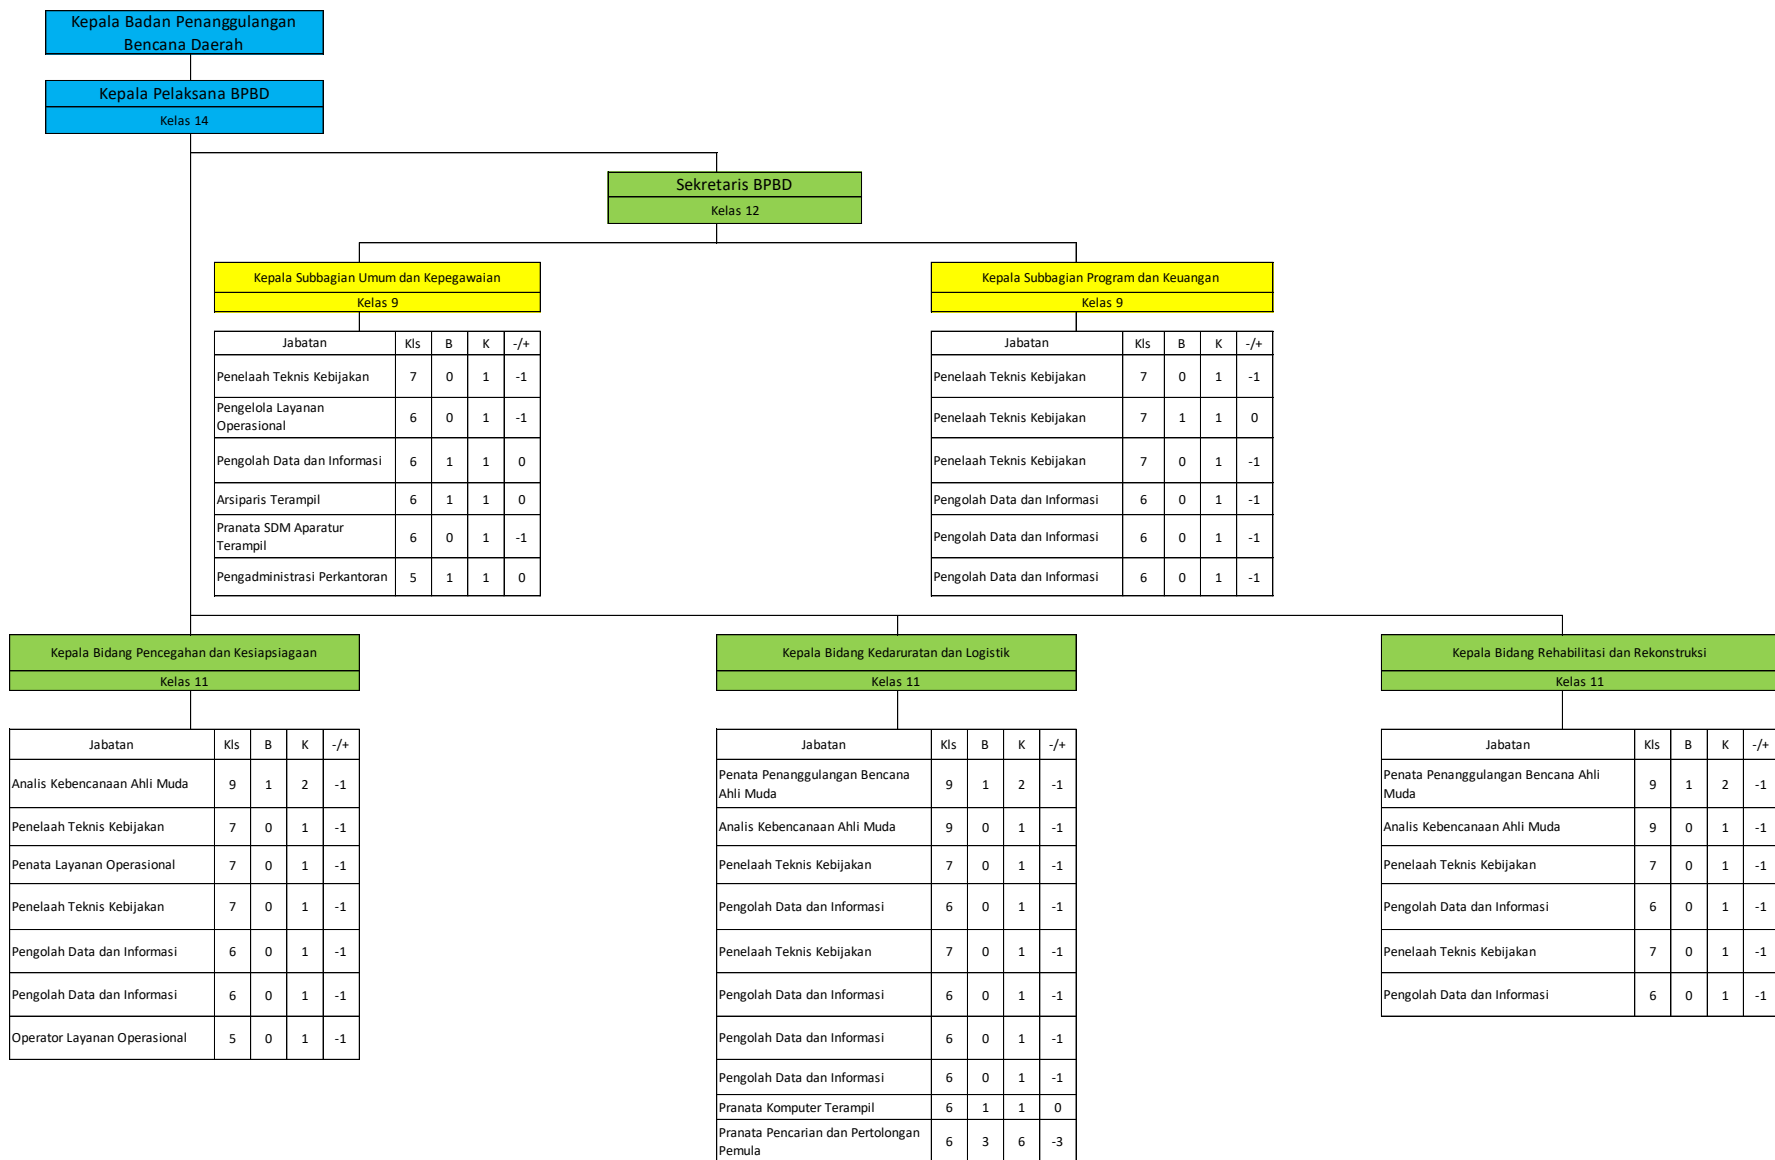 Kepala Badan Penanggulangan
Bencana Daerah
Kepala Pelaksana BPBD
Kelas 14
Sekretaris BPBD
Kelas 12
Kepala Subbagian Umum dan Kepegawaian
Kelas 9
Jabatan Kls B K -/+
Penelaah Teknis Kebijakan 7 0 1 -1
Pengelola Layanan
Operasional 6 0 1 -1
Pengolah Data dan Informasi 6 1 1 0
Arsiparis Terampil 6 1 1 0
Pranata SDM Aparatur
Terampil 6 0 1 -1
Pengadministrasi Perkantoran 5 1 1 0
Kepala Subbagian Program dan Keuangan
Kelas 9
Jabatan Kls B K -/+
Penelaah Teknis Kebijakan 7 0 1 -1
Penelaah Teknis Kebijakan 7 1 1 0
Penelaah Teknis Kebijakan 7 0 1 -1
Pengolah Data dan Informasi 6 0 1 -1
Pengolah Data dan Informasi 6 0 1 -1
Pengolah Data dan Informasi 6 0 1 -1
Kepala Bidang Pencegahan dan Kesiapsiagaan
Kelas 11
Jabatan Kls B K -/+
Analis Kebencanaan Ahli Muda 9 1 2 -1
Penelaah Teknis Kebijakan 7 0 1 -1
Penata Layanan Operasional 7 0 1 -1
Penelaah Teknis Kebijakan 7 0 1 -1
Pengolah Data dan Informasi 6 0 1 -1
Pengolah Data dan Informasi 6 0 1 -1
Operator Layanan Operasional 5 0 1 -1
Kepala Bidang Kedaruratan dan Logistik
Kelas 11
Jabatan Kls B K -/+
Penata Penanggulangan Bencana
Ahli Muda 9 1 2 -1
Analis Kebencanaan Ahli Muda 9 0 1 -1
Penelaah Teknis Kebijakan 7 0 1 -1
Pengolah Data dan Informasi 6 0 1 -1
Penelaah Teknis Kebijakan 7 0 1 -1
Pengolah Data dan Informasi 6 0 1 -1
Pengolah Data dan Informasi 6 0 1 -1
Pengolah Data dan Informasi 6 0 1 -1
Pranata Komputer Terampil 6 1 1 0
Pranata Pencarian dan Pertolongan
Pemula 6 3 6 -3
Kepala Bidang Rehabilitasi dan Rekonstruksi
Kelas 11
Jabatan Kls B K -/+
Penata Penanggulangan Bencana Ahli
Muda 9 1 2 -1
Analis Kebencanaan Ahli Muda 9 0 1 -1
Penelaah Teknis Kebijakan 7 0 1 -1
Pengolah Data dan Informasi 6 0 1 -1
Penelaah Teknis Kebijakan 7 0 1 -1
Pengolah Data dan Informasi 6 0 1 -1